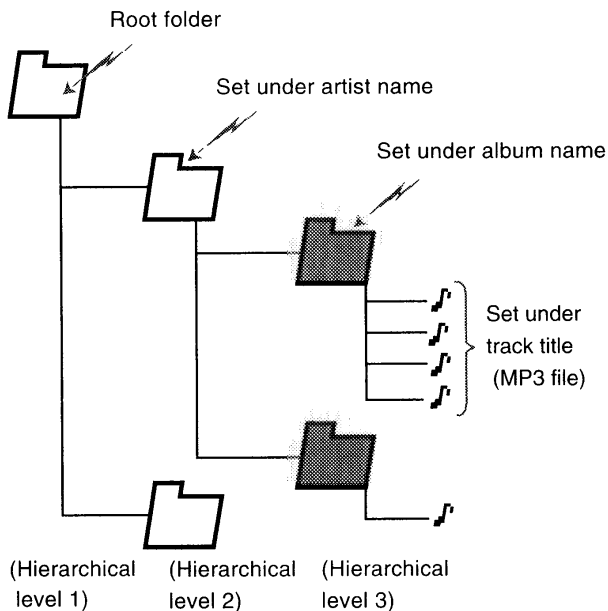 Root folder
Set under artist name
Set under album name
Set under
track title
(MP3 file)
(Hierarchical
level 1)
(Hierarchical
level 2)
(Hierarchical
level 3)